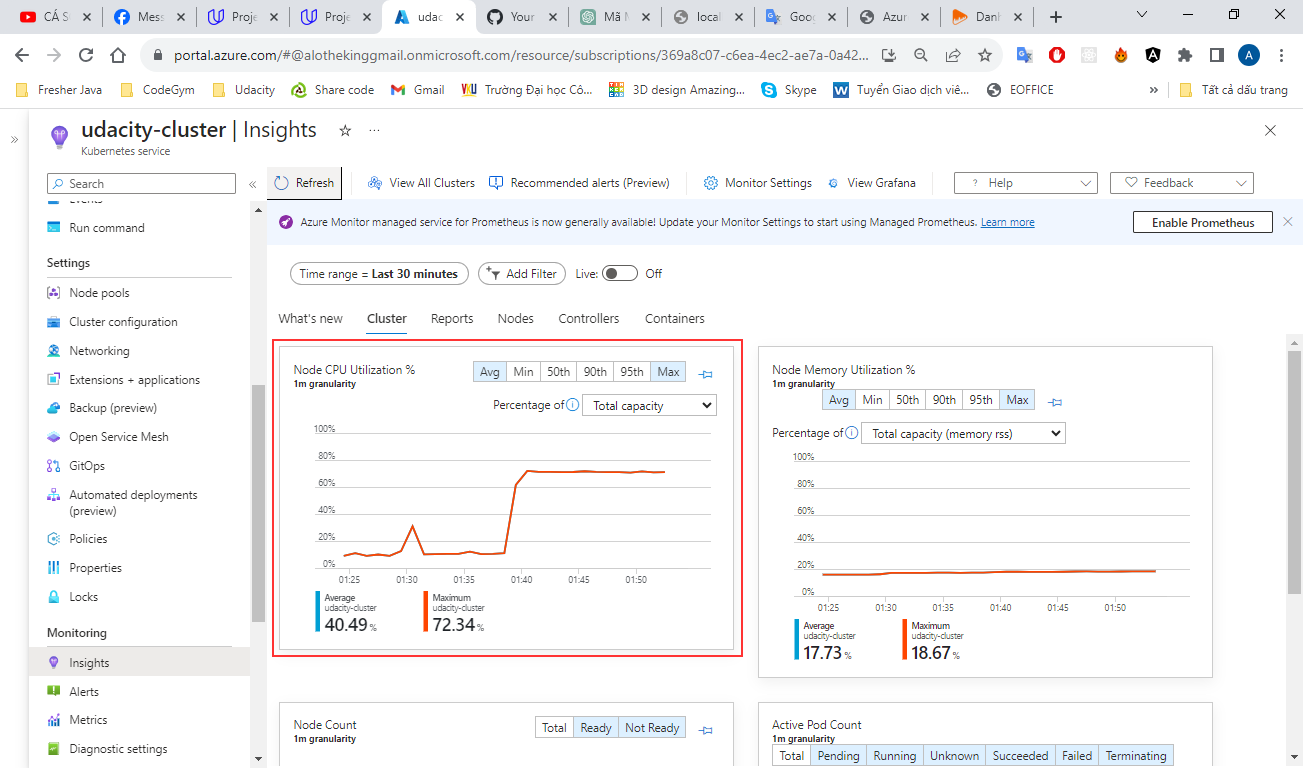 CÁ S
Mess
Proje
Proje
udac
Your
Mã M
local
Goo
Azur
Danh
portal.azure.com/#@alothekinggmail.onmicrosoft.com/resource/subscriptions/369a8c07-c6ea-4ec2-ae7a-0a42...
A
Fresher Java
CodeGym
Udacity
Share code
Gmail
Trường Đại học Cô...
3D design Amazing...
Skype
Tuyển Giao dịch viê...
EOFFICE
»
Tất cả dấu trang
udacity-cluster | Insights
...
Kubernetes service
Search
«
Refresh
View All Clusters
Recommended alerts (Preview)
Monitor Settings
View Grafana
? Help
Feedback
Azure Monitor managed service for Prometheus is now generally available! Update your Monitor Settings to start using Managed Prometheus. Learn more
Enable Prometheus
Events
Run command
Settings
Node pools
Cluster configuration
Networking
Extensions + applications
Backup (preview)
Open Service Mesh
GitOps
Automated deployments
(preview)
Policies
Properties
Locks
Monitoring
Insights
Alerts
Metrics
Diagnostic settings
Time range = Last 30 minutes
Add Filter
Live:
Off
What's new
Cluster
Reports
Nodes
Controllers
Containers
Node CPU Utilization %
1m granularity
Avg Min 50th 90th 95th Max
Percentage of
Total capacity
100%
80%
60%
40%
20%
0%
01:25 01:30 01:35 01:40 01:45 01:50
Average
udacity-cluster
40.49 %
Maximum
udacity-cluster
72.34 %
Node Memory Utilization %
1m granularity
Avg Min 50th 90th 95th Max
Percentage of
Total capacity (memory rss)
100%
80%
60%
40%
20%
0%
01:25 01:30 01:35 01:40 01:45 01:50
Average
udacity-cluster
17.73 %
Maximum
udacity-cluster
18.67 %
Node Count
1m granularity
Total Ready Not Ready
Active Pod Count
1m granularity
Total Pending Running Unknown Succeeded Failed Terminating